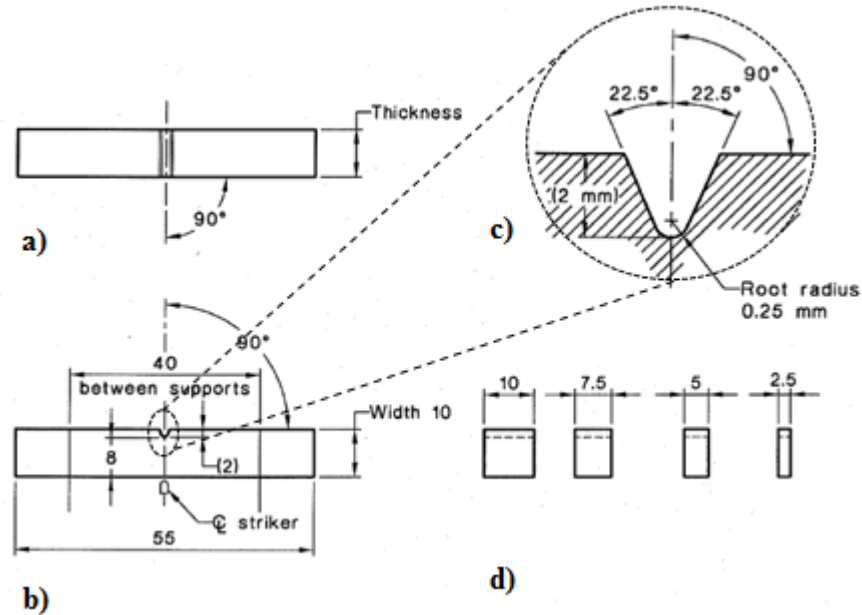 Thickness
90°
a)
22.5° 22.5°
90°
(2 mm)
c)
Root radius
0.25 mm
90°
40
between supports
Width 10
8
(2)
℄ striker
55
b)
10 7.5 5 2.5
d)